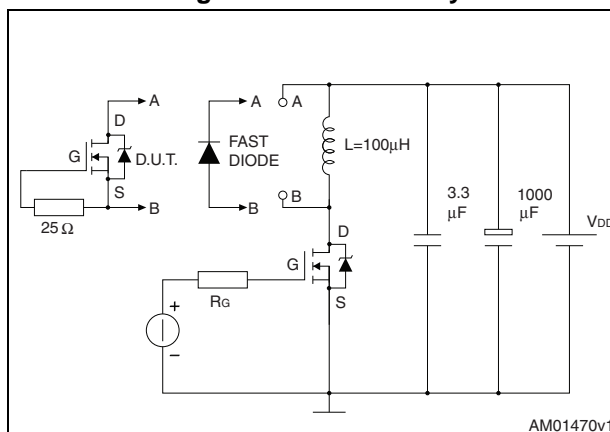 A
A
A
D
G
D.U.T.
S
B
25 Ω
FAST
DIODE
B
B
L=100µH
D
G
S
RG
+
–
3.3
µF
1000
µF
VDD
AM01470v1